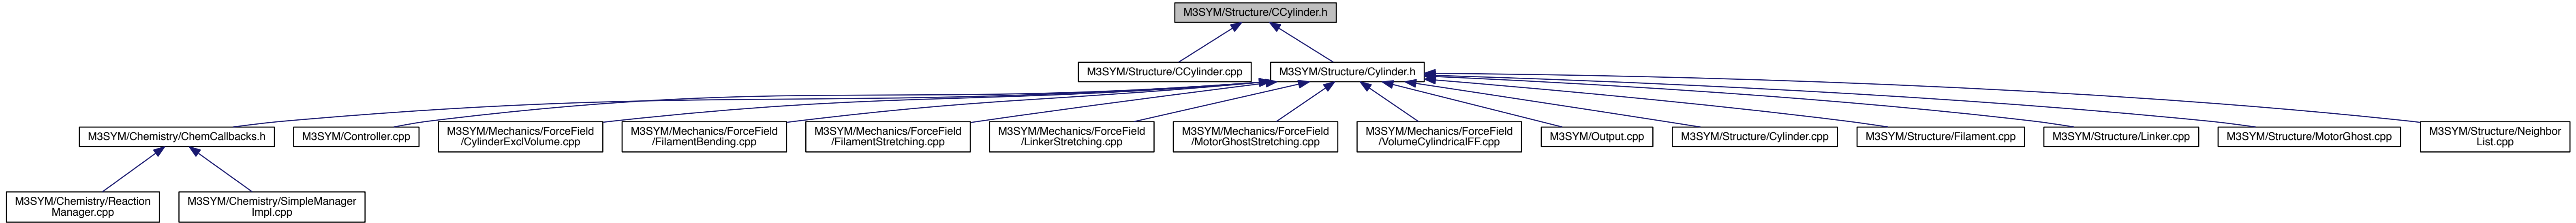 M3SYM/Structure/CCylinder.h
M3SYM/Structure/CCylinder.cpp
M3SYM/Structure/Cylinder.h
M3SYM/Chemistry/ChemCallbacks.h
M3SYM/Controller.cpp
M3SYM/Mechanics/ForceField
/CylinderExclVolume.cpp
M3SYM/Mechanics/ForceField
/FilamentBending.cpp
M3SYM/Mechanics/ForceField
/FilamentStretching.cpp
M3SYM/Mechanics/ForceField
/LinkerStretching.cpp
M3SYM/Mechanics/ForceField
/MotorGhostStretching.cpp
M3SYM/Mechanics/ForceField
/VolumeCylindricalFF.cpp
M3SYM/Output.cpp
M3SYM/Structure/Cylinder.cpp
M3SYM/Structure/Filament.cpp
M3SYM/Structure/Linker.cpp
M3SYM/Structure/MotorGhost.cpp
M3SYM/Structure/Neighbor
List.cpp
M3SYM/Chemistry/Reaction
Manager.cpp
M3SYM/Chemistry/SimpleManager
Impl.cpp